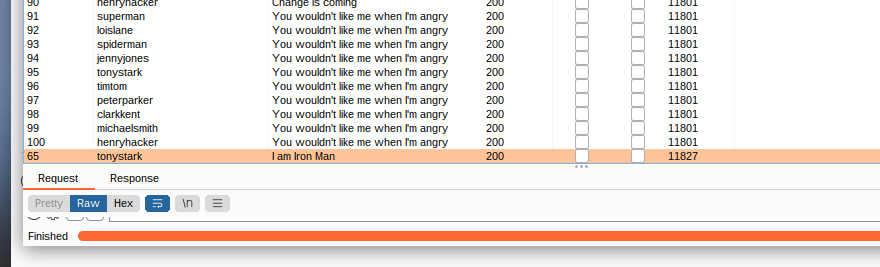 90 henryhacker Change is coming 200 11801
91 superman You wouldn't like me when I'm angry 200 11801
92 loislane You wouldn't like me when I'm angry 200 11801
93 spiderman You wouldn't like me when I'm angry 200 11801
94 jennyjones You wouldn't like me when I'm angry 200 11801
95 tonystark You wouldn't like me when I'm angry 200 11801
96 timtom You wouldn't like me when I'm angry 200 11801
97 peterparker You wouldn't like me when I'm angry 200 11801
98 clarkkent You wouldn't like me when I'm angry 200 11801
99 michaelsmith You wouldn't like me when I'm angry 200 11801
100 henryhacker You wouldn't like me when I'm angry 200 11801
65 tonystark I am Iron Man 200 11827
Request Response
Pretty Raw Hex \n
Finished